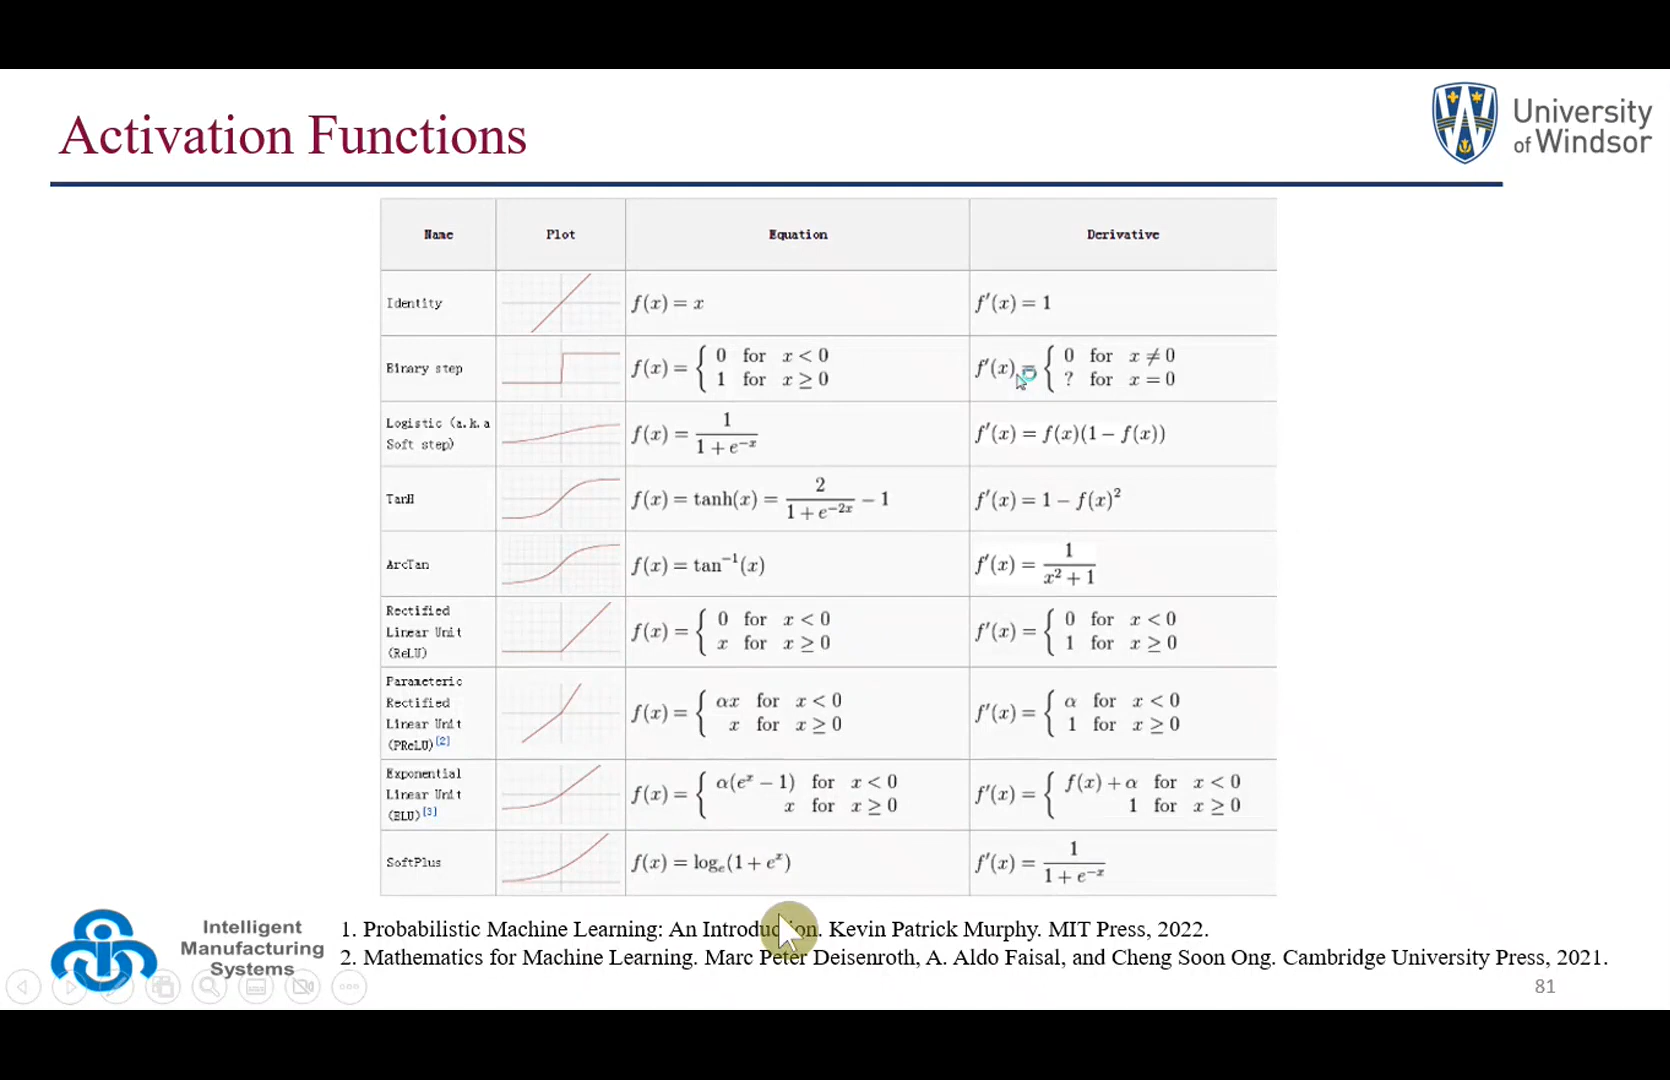 Activation Functions
University
of Windsor
Name Plot Equation Derivative
Identity f(x) = x f′(x) = 1
Binary step f(x) = { 0 for x < 0 f′(x) = { 0 for x ≠ 0
1 for x ≥ 0 ? for x = 0
Logistic (a.k.a
Soft step) f(x) = 1 / (1 + e^−x) f′(x) = f(x)(1 − f(x))
TanH f(x) = tanh(x) = 2 / (1 + e^−2x) − 1 f′(x) = 1 − f(x)²
ArcTan f(x) = tan⁻¹(x) f′(x) = 1 / (x² + 1)
Rectified
Linear Unit
(ReLU) f(x) = { 0 for x < 0 f′(x) = { 0 for x < 0
x for x ≥ 0 1 for x ≥ 0
Parameteric
Rectified
Linear Unit
(PReLU)[2] f(x) = { αx for x < 0 f′(x) = { α for x < 0
x for x ≥ 0 1 for x ≥ 0
Exponential
Linear Unit
(ELU)[3] f(x) = { α(e^x − 1) for x < 0 f′(x) = { f(x) + α for x < 0
x for x ≥ 0 1 for x ≥ 0
SoftPlus f(x) = log_e(1 + e^x) f′(x) = 1 / (1 + e^−x)
Intelligent
Manufacturing
Systems
1. Probabilistic Machine Learning: An Introduction. Kevin Patrick Murphy. MIT Press, 2022.
2. Mathematics for Machine Learning. Marc Peter Deisenroth, A. Aldo Faisal, and Cheng Soon Ong. Cambridge University Press, 2021.
81